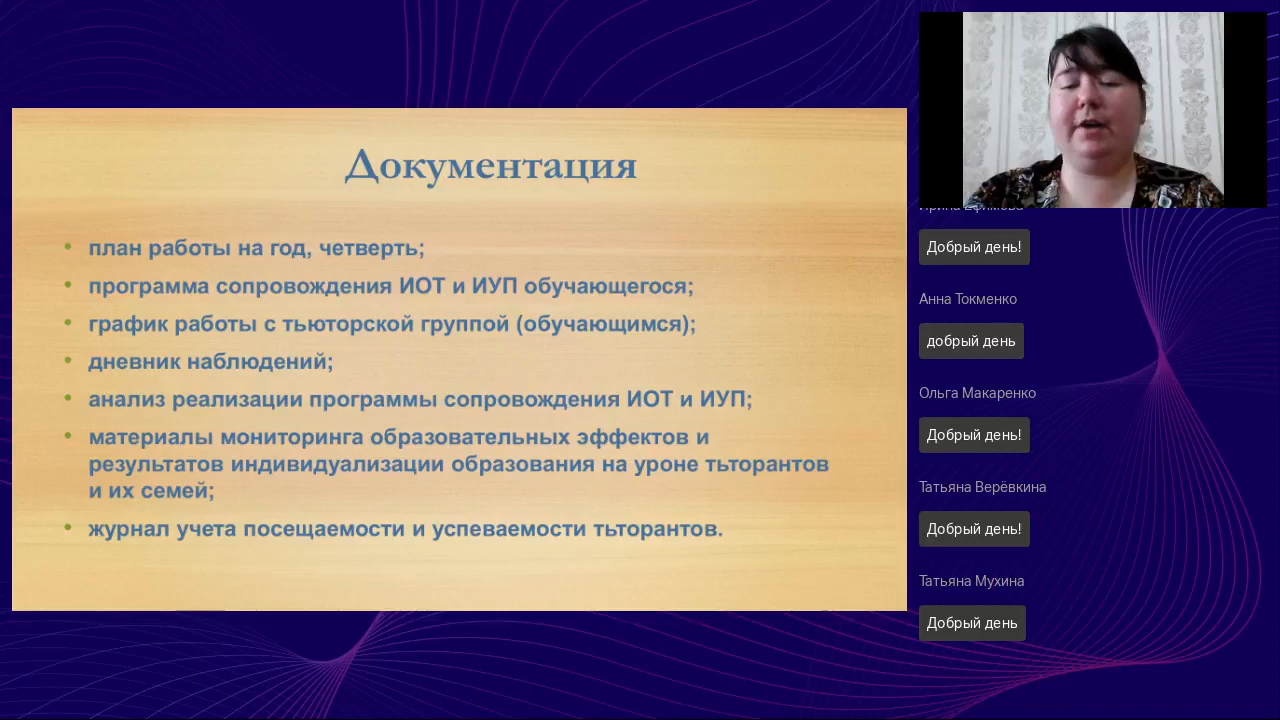 Документация
план работы на год, четверть;
программа сопровождения ИОТ и ИУП обучающегося;
график работы с тьюторской группой (обучающимся);
дневник наблюдений;
анализ реализации программы сопровождения ИОТ и ИУП;
материалы мониторинга образовательных эффектов и
результатов индивидуализации образования на уроне тьторантов
и их семей;
журнал учета посещаемости и успеваемости тьторантов.
Ирина Ефимова
Добрый день!
Анна Токменко
добрый день
Ольга Макаренко
Добрый день!
Татьяна Верёвкина
Добрый день!
Татьяна Мухина
Добрый день